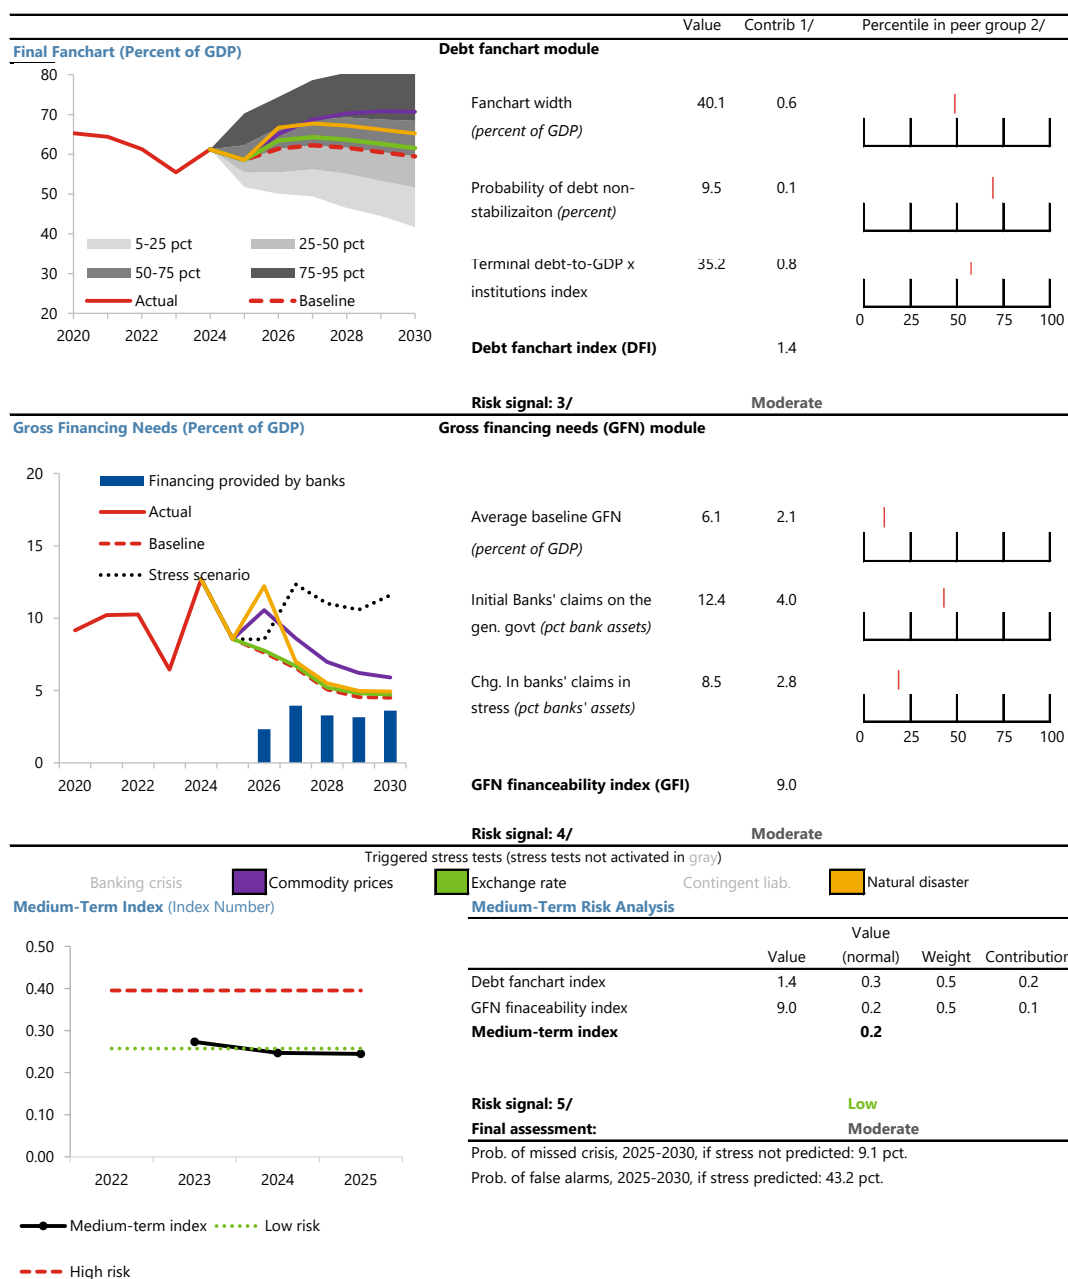 Value Contrib 1/ Percentile in peer group 2/
Final Fanchart (Percent of GDP)
80
70
60
50
40
30
20
5-25 pct 25-50 pct
50-75 pct 75-95 pct
Actual Baseline
2020 2022 2024 2026 2028 2030
Debt fanchart module
Fanchart width 40.1 0.6
(percent of GDP)
Probability of debt non- 9.5 0.1
stabilizaiton (percent)
Terminal debt-to-GDP x 35.2 0.8
institutions index
0 25 50 75 100
Debt fanchart index (DFI) 1.4
Risk signal: 3/ Moderate
Gross Financing Needs (Percent of GDP)
20
15
10
5
0
Financing provided by banks
Actual
Baseline
Stress scenario
2020 2022 2024 2026 2028 2030
Gross financing needs (GFN) module
Average baseline GFN 6.1 2.1
(percent of GDP)
Initial Banks' claims on the 12.4 4.0
gen. govt (pct bank assets)
Chg. In banks' claims in 8.5 2.8
stress (pct banks' assets)
0 25 50 75 100
GFN financeability index (GFI) 9.0
Risk signal: 4/ Moderate
Triggered stress tests (stress tests not activated in gray)
Banking crisis Commodity prices Exchange rate Contingent liab. Natural disaster
Medium-Term Index (Index Number)
0.50
0.40
0.30
0.20
0.10
0.00
2022 2023 2024 2025
Medium-term index Low risk
High risk
Medium-Term Risk Analysis
Value
Value (normal) Weight Contribution
Debt fanchart index 1.4 0.3 0.5 0.2
GFN finaceability index 9.0 0.2 0.5 0.1
Medium-term index 0.2
Risk signal: 5/ Low
Final assessment: Moderate
Prob. of missed crisis, 2025-2030, if stress not predicted: 9.1 pct.
Prob. of false alarms, 2025-2030, if stress predicted: 43.2 pct.